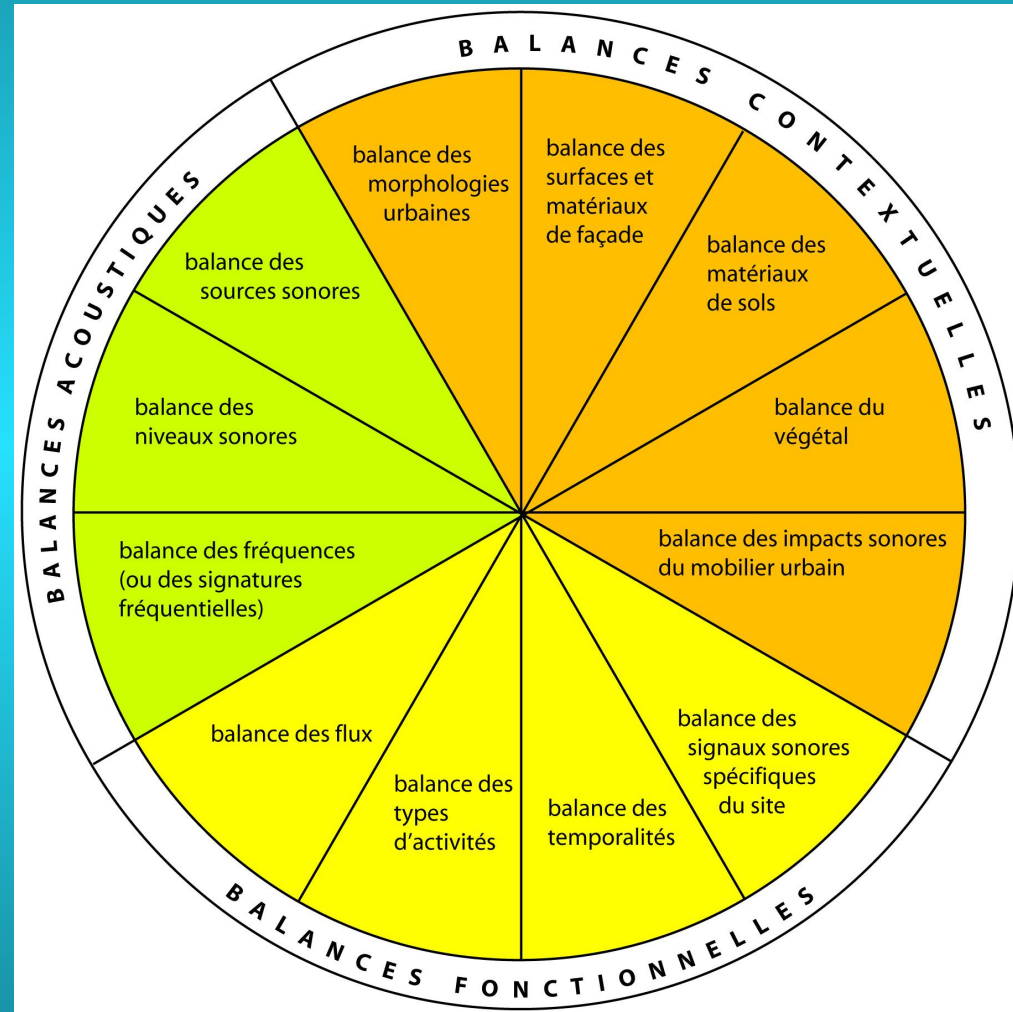 BALANCES CONTEXTUELLES
balance des
morphologies
urbaines
balance des
surfaces et
matériaux
de façade
balance des
matériaux
de sols
balance du
végétal
balance des impacts sonores
du mobilier urbain
BALANCES FONCTIONNELLES
balance des
signaux sonores
spécifiques
du site
balance des
temporalités
balance des
types
d’activités
balance des flux
BALANCES ACOUSTIQUES
balance des fréquences
(ou des signatures
fréquentielles)
balance des
niveaux sonores
balance des
sources sonores